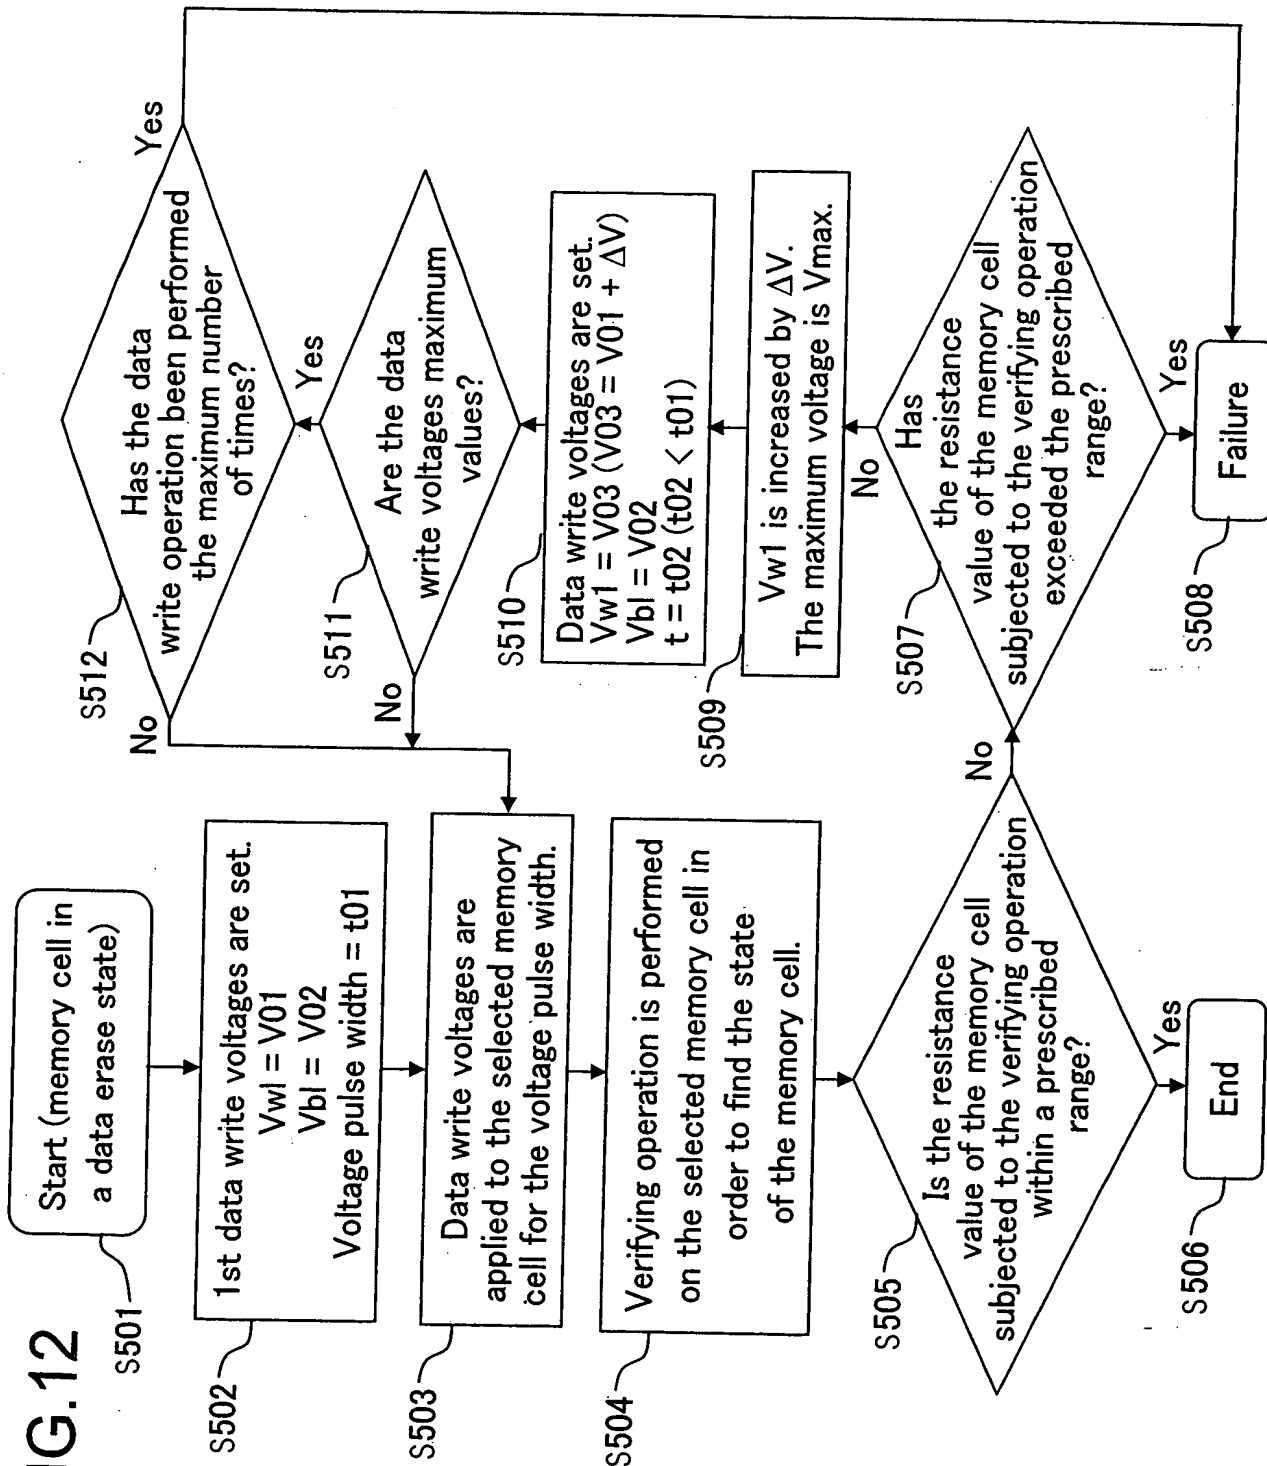 IG.12
S501
Start (memory cell in
a data erase state)
S502
1st data write voltages are set.
Vwl = V01
Vbl = V02
Voltage pulse width = t01
S503
Data write voltages are
applied to the selected memory
cell for the voltage pulse width.
S504
Verifying operation is performed
on the selected memory cell in
order to find the state
of the memory cell.
S505
Is the resistance
value of the memory cell
subjected to the verifying operation
within a prescribed
range?
Yes
No
S506
End
S507
Has
the resistance
value of the memory cell
subjected to the verifying operation
exceeded the prescribed
range?
No
Yes
S508
Failure
S509
Vw1 is increased by ΔV.
The maximum voltage is Vmax.
S510
Data write voltages are set.
Vw1 = V03 (V03 = V01 + ΔV)
Vbl = V02
t = t02 (t02 < t01)
S511
Are the data
write voltages maximum
values?
No
Yes
S512
Has the data
write operation been performed
the maximum number
of times?
No
Yes